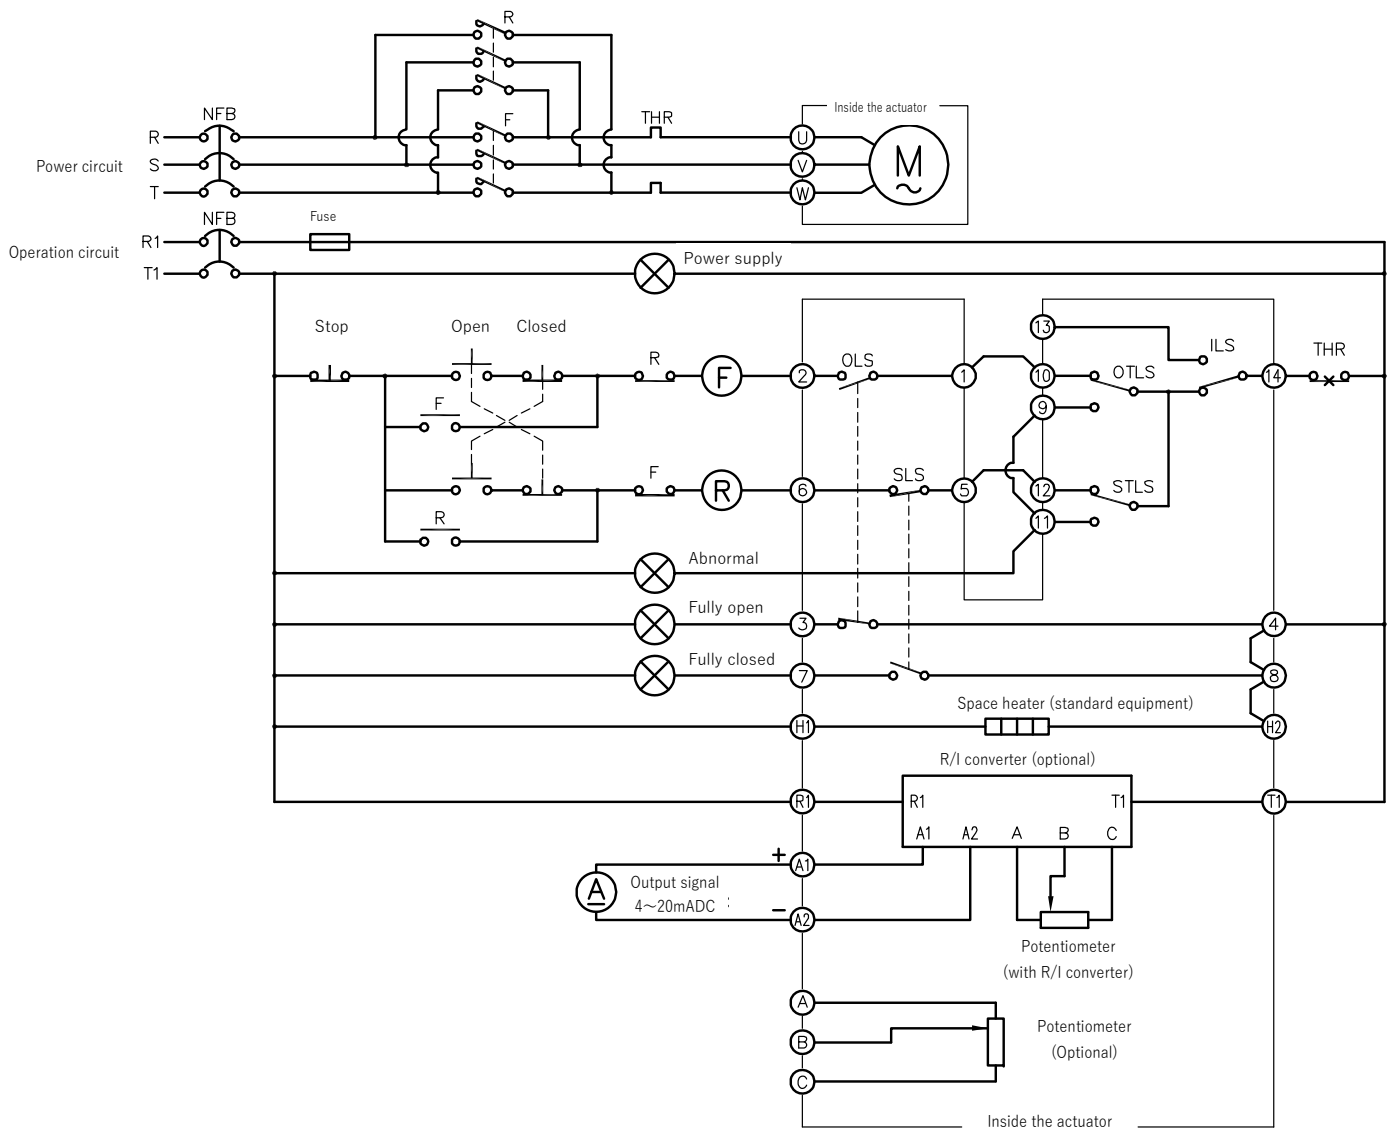 R
NFB
F
THR
Inside the actuator
R
U
Power circuit
S
V
M
T
W
NFB
Fuse
R1
Operation circuit
T1
Power supply
Stop
Open
Closed
13
ILS
R
OLS
THR
F
2
1
10
OTLS
14
9
F
F
SLS
R
6
5
12
STLS
R
11
Abnormal
Fully open
3
4
Fully closed
7
8
Space heater (standard equipment)
H1
H2
R/I converter (optional)
R1
R1
T1
T1
A1
A2
A
B
C
+
A1
A
Output signal
4～20mADC :
−
A2
Potentiometer
(with R/I converter)
A
Potentiometer
B
(Optional)
C
Inside the actuator